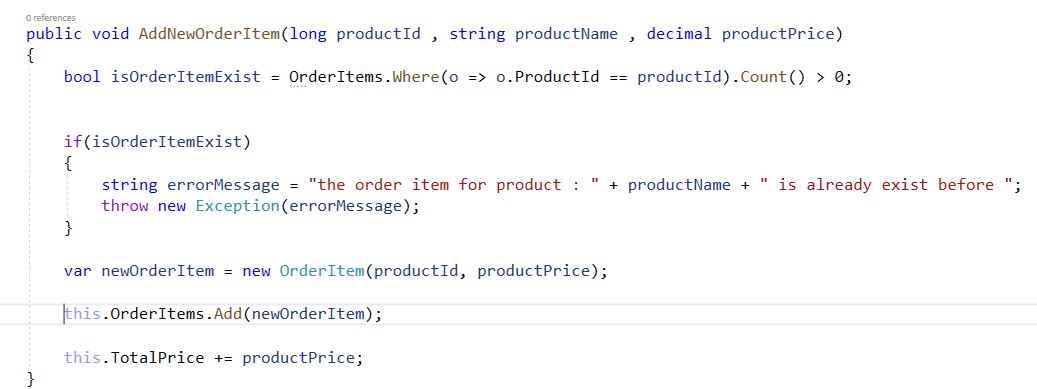 0 references
public void AddNewOrderItem(long productId , string productName , decimal productPrice)
{
bool isOrderItemExist = OrderItems.Where(o => o.ProductId == productId).Count() > 0;
if(isOrderItemExist)
{
string errorMessage = "the order item for product : " + productName + " is already exist before ";
throw new Exception(errorMessage);
}
var newOrderItem = new OrderItem(productId, productPrice);
this.OrderItems.Add(newOrderItem);
this.TotalPrice += productPrice;
}